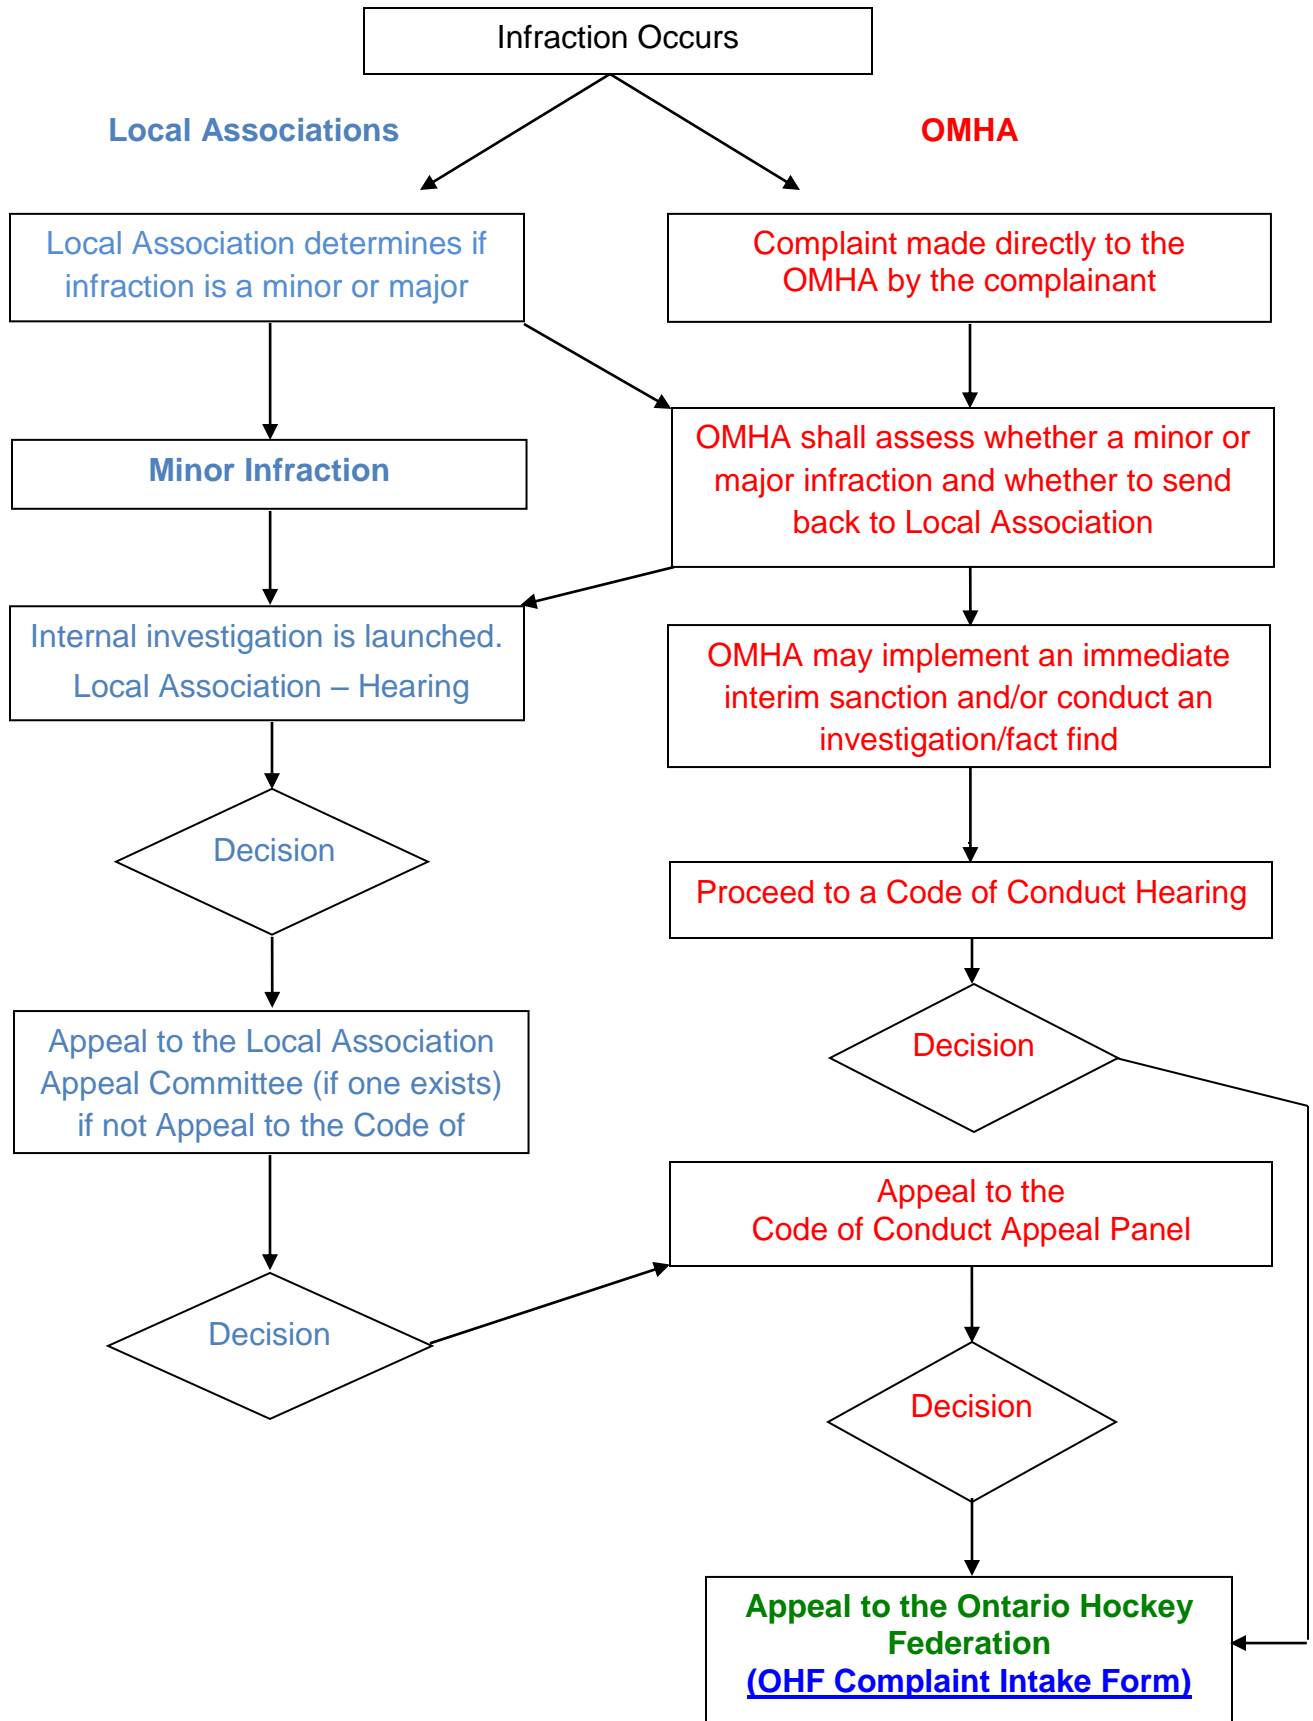 Infraction Occurs
Local Associations
OMHA
Local Association determines if
infraction is a minor or major
Complaint made directly to the
OMHA by the complainant
OMHA shall assess whether a minor or
major infraction and whether to send
back to Local Association
Minor Infraction
Internal investigation is launched.
Local Association – Hearing
OMHA may implement an immediate
interim sanction and/or conduct an
investigation/fact find
Decision
Proceed to a Code of Conduct Hearing
Decision
Appeal to the Local Association
Appeal Committee (if one exists)
if not Appeal to the Code of
Appeal to the
Code of Conduct Appeal Panel
Decision
Decision
Appeal to the Ontario Hockey
Federation
(OHF Complaint Intake Form)